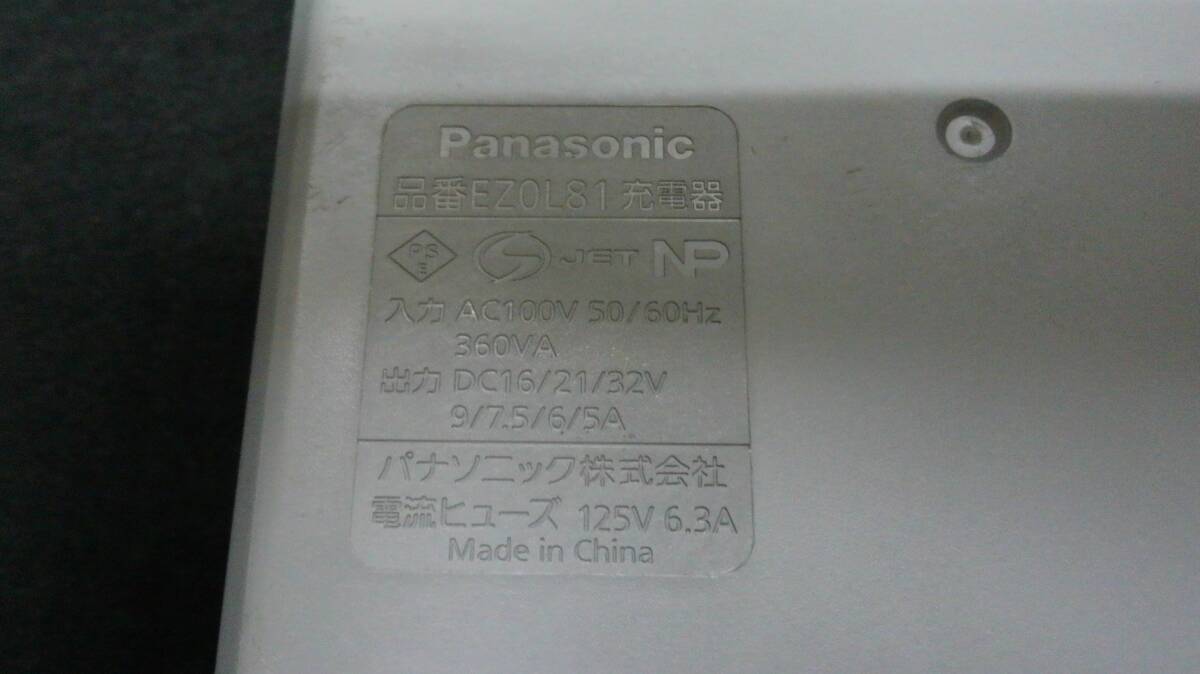 Panasonic
品番EZ0L81 充電器
PS E JET NP
入力 AC100V 50/60Hz
360VA
出力 DC16/21/32V
9/7.5/6/5A
パナソニック株式会社
電流ヒューズ 125V 6.3A
Made in China